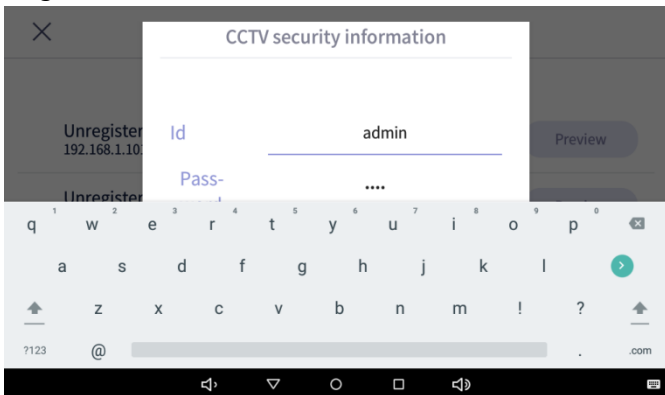 CCTV security information
Id admin
Unregister
192.168.1.10
Preview
Pass-
••••
Unregister
q 1 w 2 e 3 r 4 t 5 y 6 u 7 i 8 o 9 p 0
a s d f g h j k l
z x c v b n m ! ?
?123 @ . .com